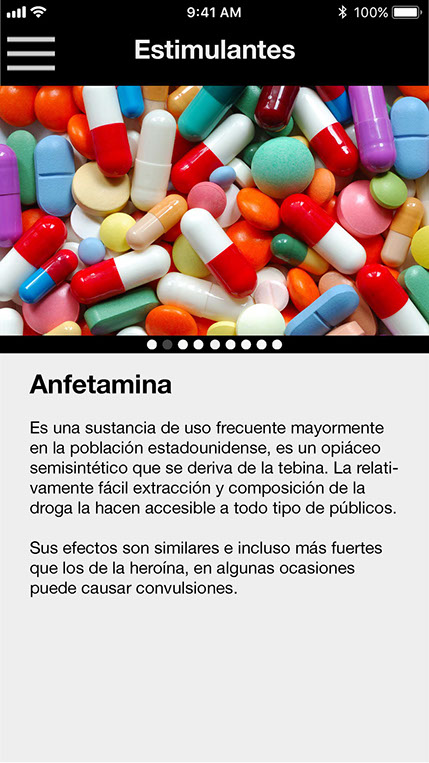 9:41 AM
100%
Estimulantes
Anfetamina
Es una sustancia de uso frecuente mayormente
en la población estadounidense, es un opiáceo
semisintético que se deriva de la tebina. La relati-
vamente fácil extracción y composición de la
droga la hacen accesible a todo tipo de públicos.
Sus efectos son similares e incluso más fuertes
que los de la heroína, en algunas ocasiones
puede causar convulsiones.